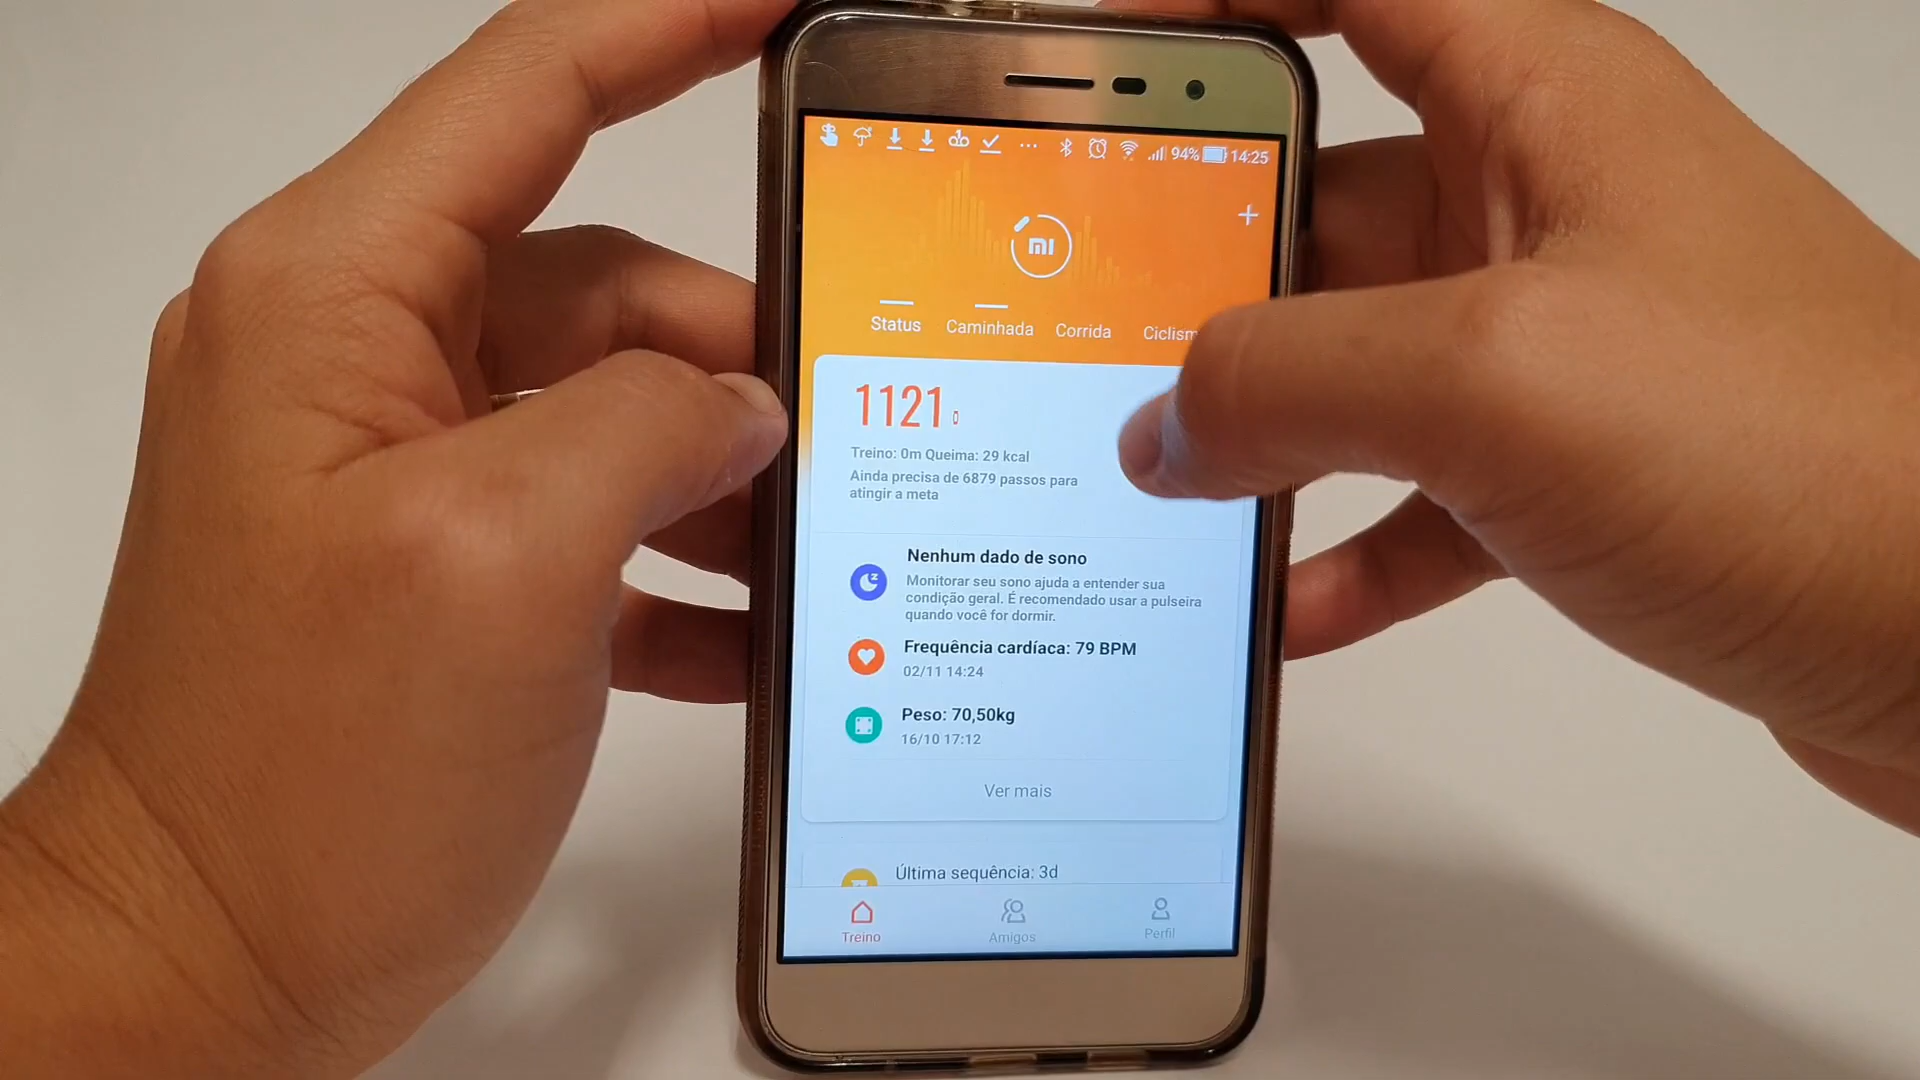 94% 14:25
mi
Status Caminhada Corrida Ciclism
1121
Treino: 0m Queima: 29 kcal
Ainda precisa de 6879 passos para
atingir a meta
Nenhum dado de sono
Monitorar seu sono ajuda a entender sua
condição geral. É recomendado usar a pulseira
quando você for dormir.
Frequência cardíaca: 79 BPM
02/11 14:24
Peso: 70,50kg
16/10 17:12
Ver mais
Última sequência: 3d
Treino Amigos Perfil